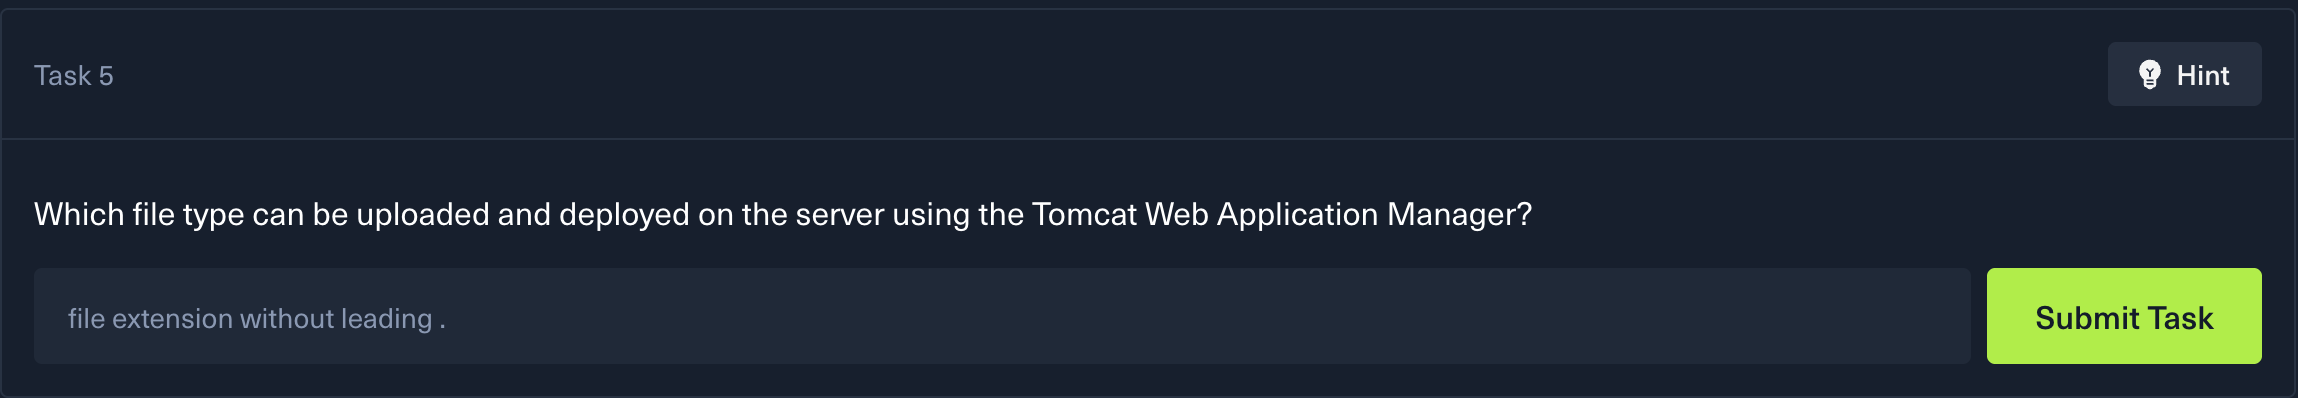 Task 5
Hint
Which file type can be uploaded and deployed on the server using the Tomcat Web Application Manager?
file extension without leading .
Submit Task